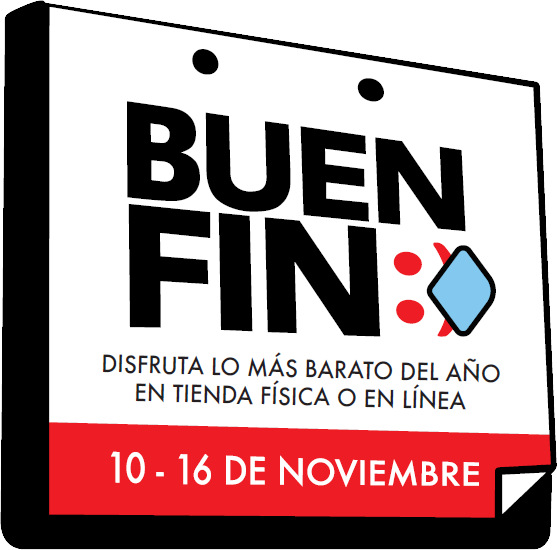 BUEN
FIN:)
DISFRUTA LO MÁS BARATO DEL AÑO
EN TIENDA FÍSICA O EN LÍNEA
10 - 16 DE NOVIEMBRE